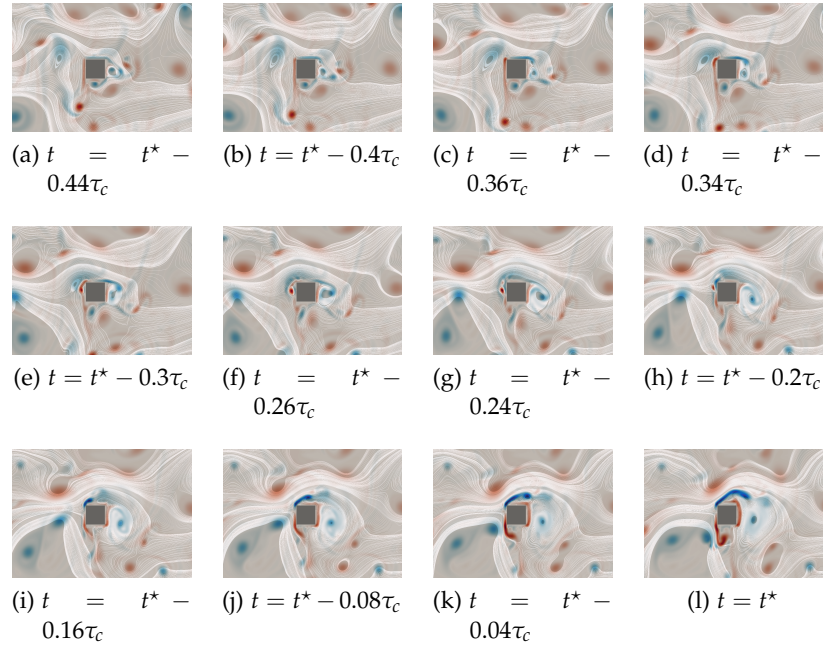 (a) t = t⋆ −
0.44τc
(b) t = t⋆ − 0.4τc
(c) t = t⋆ −
0.36τc
(d) t = t⋆ −
0.34τc
(e) t = t⋆ − 0.3τc
(f) t = t⋆ −
0.26τc
(g) t = t⋆ −
0.24τc
(h) t = t⋆ − 0.2τc
(i) t = t⋆ −
0.16τc
(j) t = t⋆ − 0.08τc
(k) t = t⋆ −
0.04τc
(l) t = t⋆